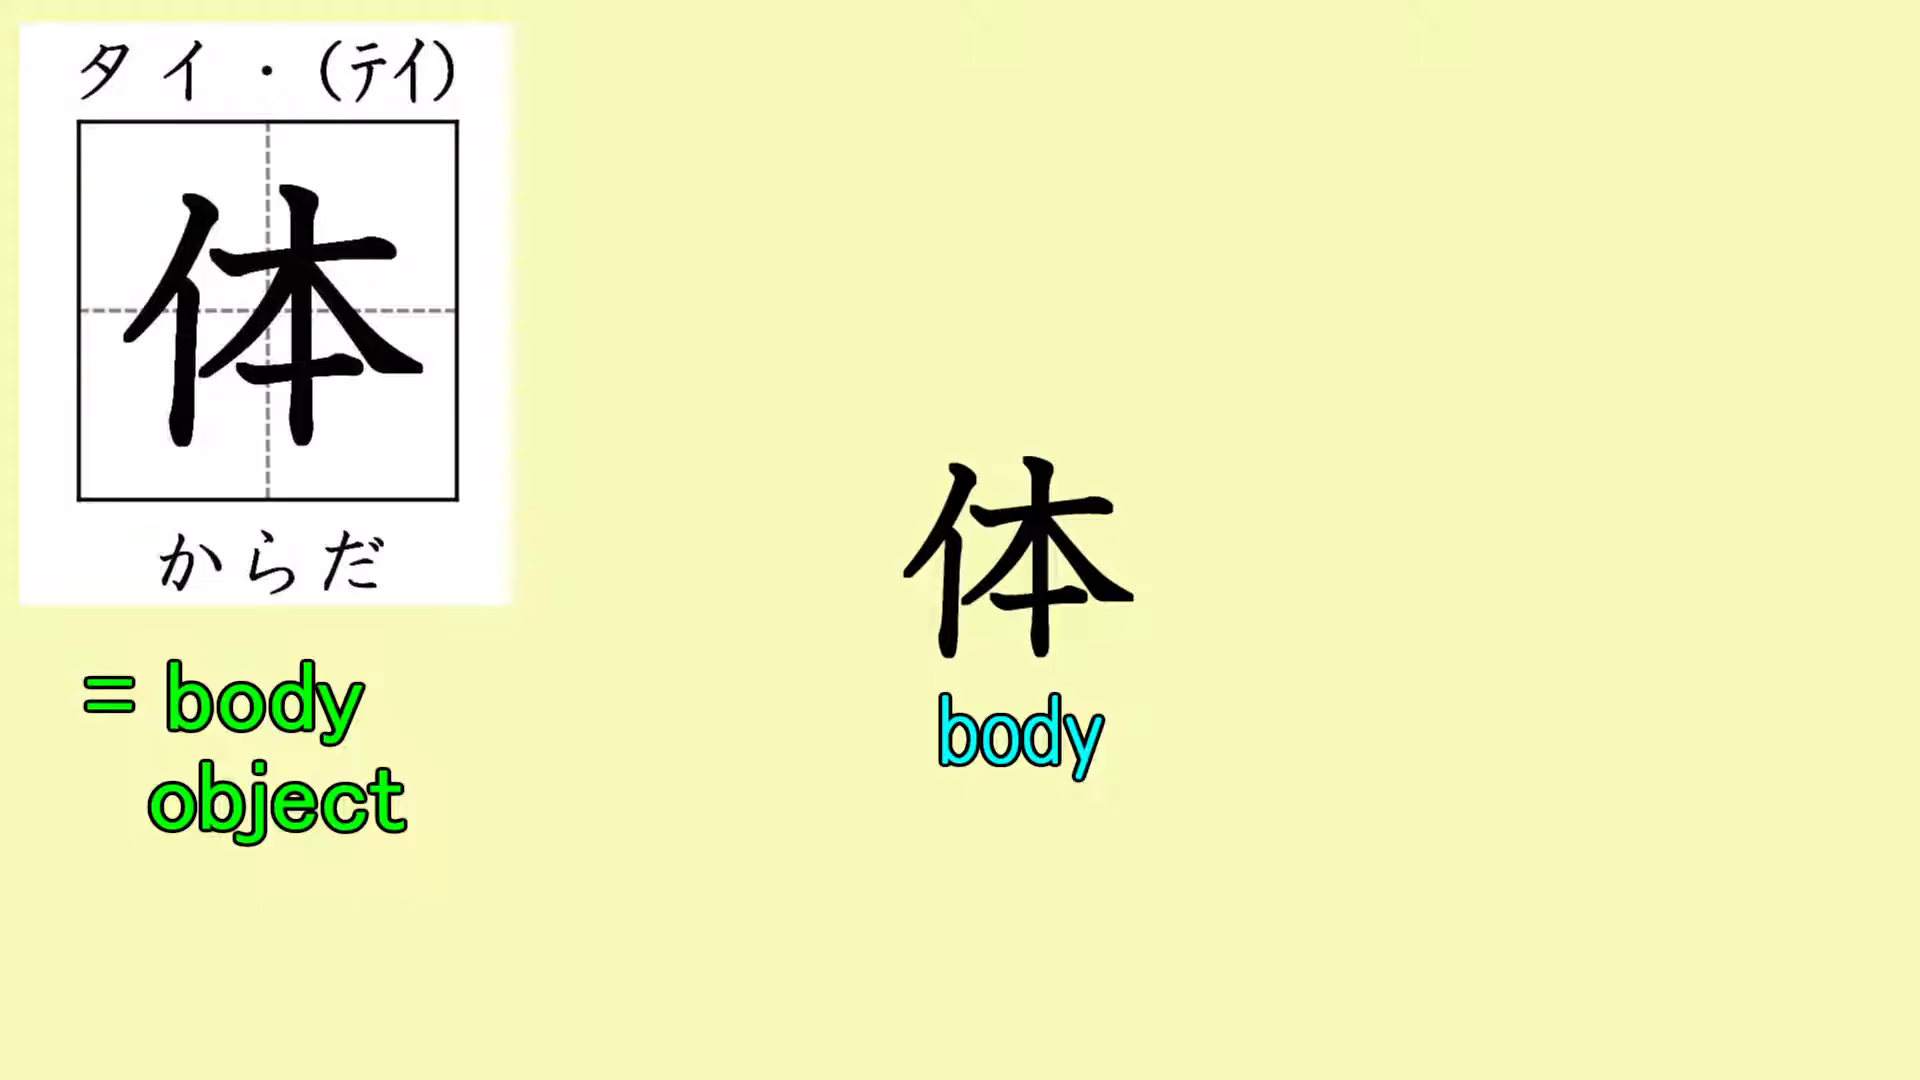 タイ・(テイ)
体
からだ
= body
object
体
body